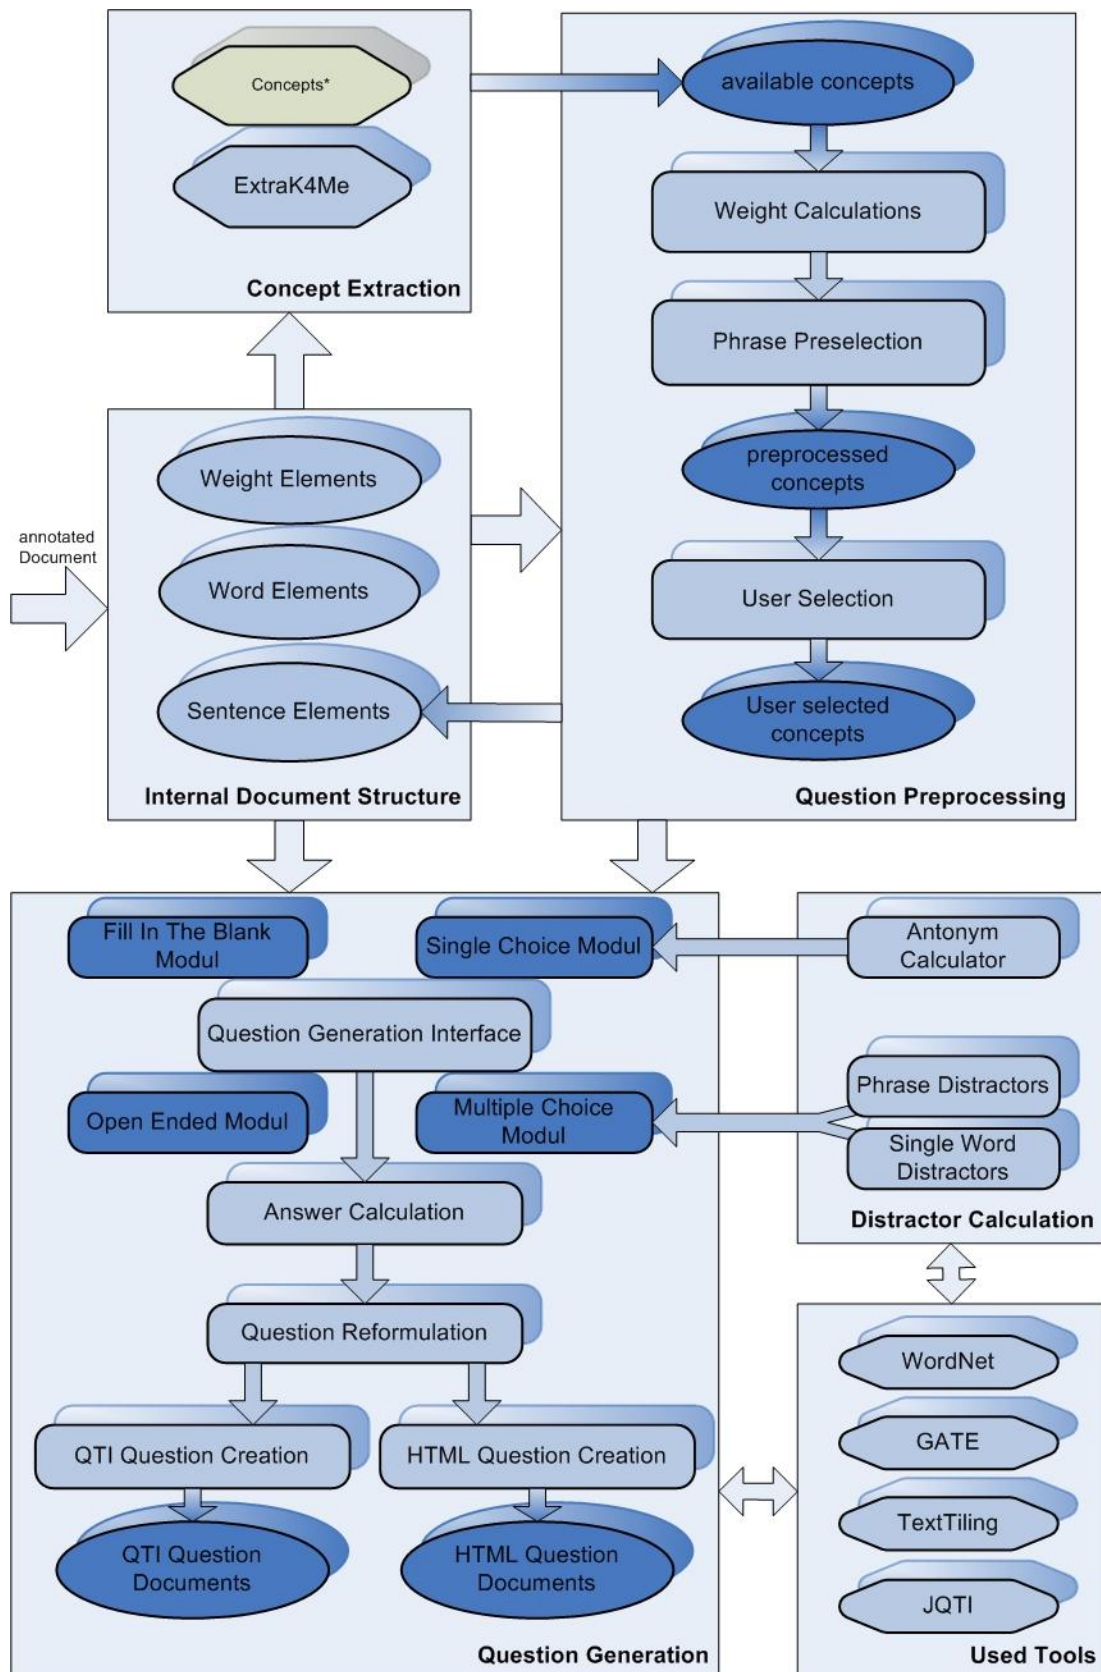 Concepts*
ExtraK4Me
Concept Extraction
available concepts
Weight Calculations
Phrase Preselection
preprocessed
concepts
User Selection
User selected
concepts
Question Preprocessing
annotated
Document
Weight Elements
Word Elements
Sentence Elements
Internal Document Structure
Fill In The Blank
Modul
Single Choice Modul
Question Generation Interface
Open Ended Modul
Multiple Choice
Modul
Answer Calculation
Question Reformulation
QTI Question Creation
HTML Question Creation
QTI Question
Documents
HTML Question
Documents
Question Generation
Antonym
Calculator
Phrase Distractors
Single Word
Distractors
Distractor Calculation
WordNet
GATE
TextTiling
JQTI
Used Tools